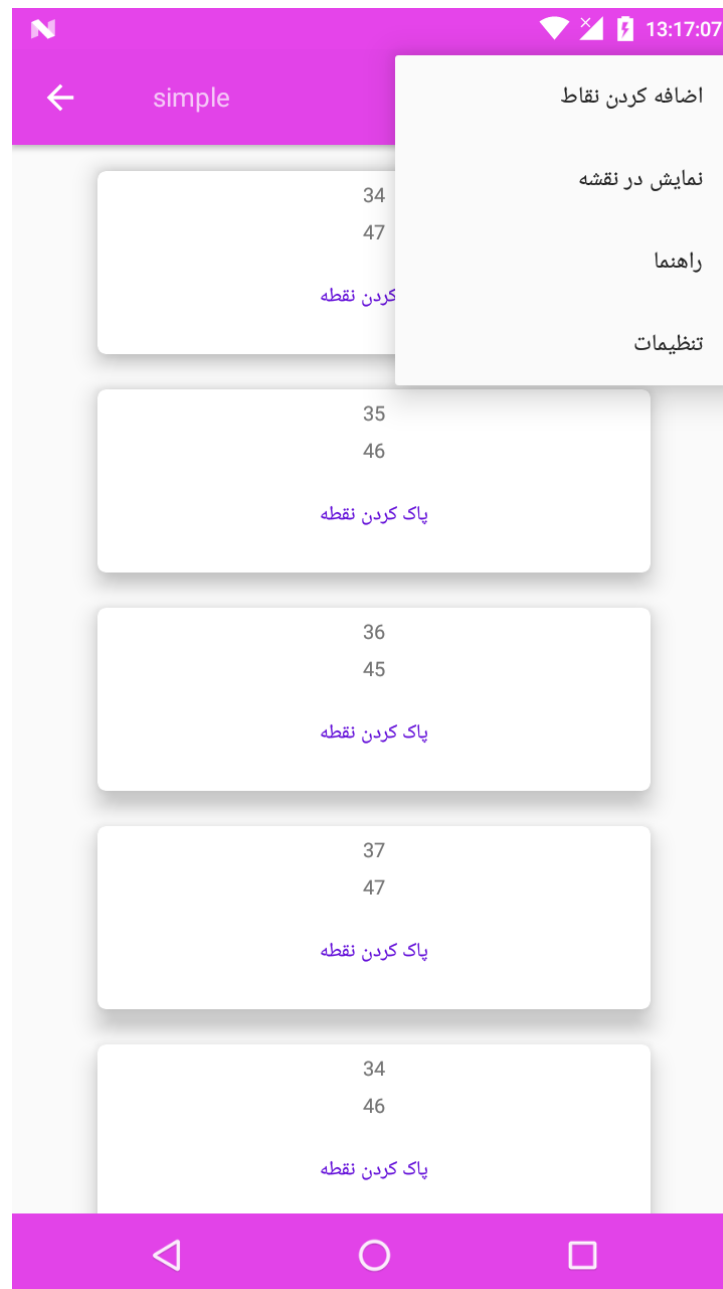 13:17:07
simple
اضافه کردن نقاط
نمایش در نقشه
راهنما
تنظیمات
34
47
کردن نقطه
35
46
پاک کردن نقطه
36
45
پاک کردن نقطه
37
47
پاک کردن نقطه
34
46
پاک کردن نقطه